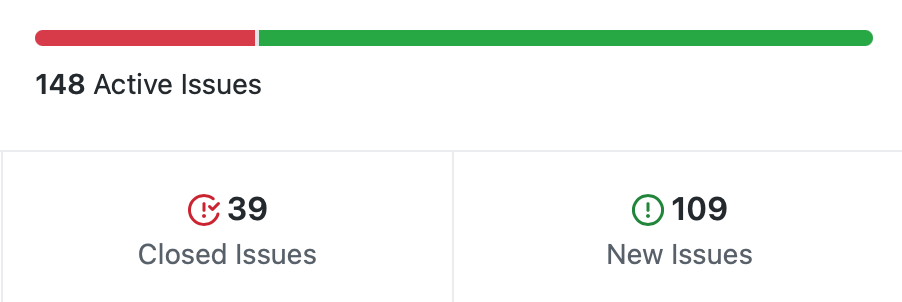 148 Active Issues
39
Closed Issues
109
New Issues